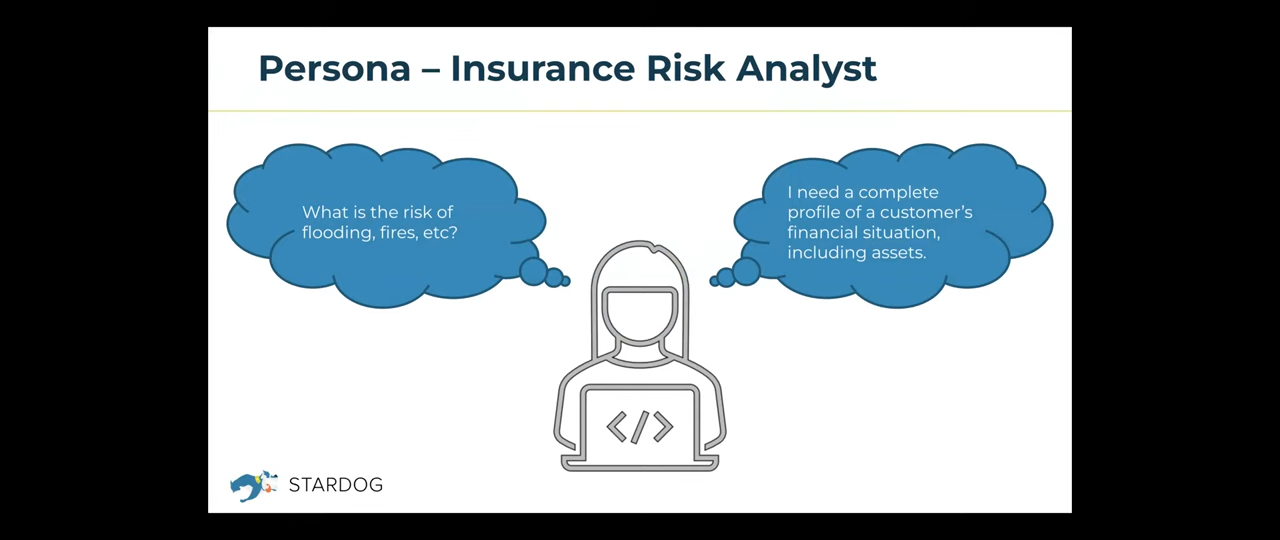 Persona – Insurance Risk Analyst
What is the risk of
flooding, fires, etc?
I need a complete
profile of a customer’s
financial situation,
including assets.
</>
STARDOG